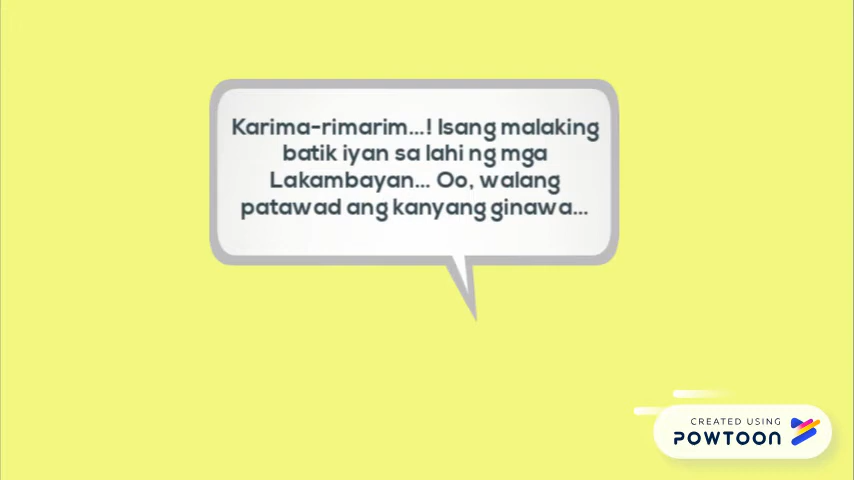 Karima-rimarim...! Isang malaking
batik iyan sa lahi ng mga
Lakambayan... Oo, walang
patawad ang kanyang ginawa...
CREATED USING
POWTOON